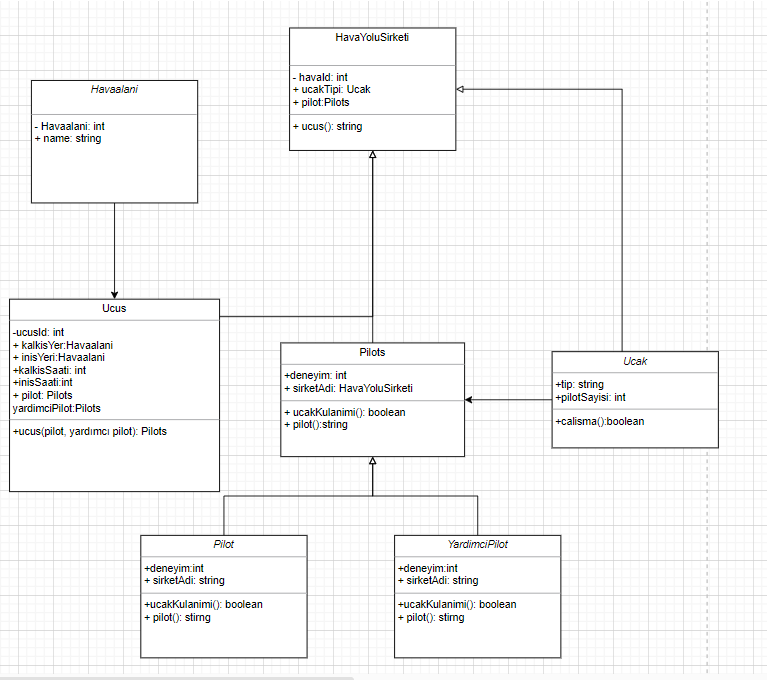 HavaYoluSirketi
- havaId: int
+ ucakTipi: Ucak
+ pilot:Pilots
+ ucus(): string
Havaalani
- Havaalani: int
+ name: string
Ucus
-ucusId: int
+ kalkisYer:Havaalani
+ inisYeri:Havaalani
+kalkisSaati: int
+inisSaati:int
+ pilot: Pilots
yardimciPilot:Pilots
+ucus(pilot, yardımcı pilot): Pilots
Pilots
+deneyim: int
+ sirketAdi: HavaYoluSirketi
+ ucakKulanimi(): boolean
+ pilot():string
Ucak
+tip: string
+pilotSayisi: int
+calisma():boolean
Pilot
+deneyim:int
+ sirketAdi: string
+ucakKulanimi(): boolean
+ pilot(): stirng
YardimciPilot
+deneyim:int
+ sirketAdi: string
+ucakKulanimi(): boolean
+ pilot(): stirng